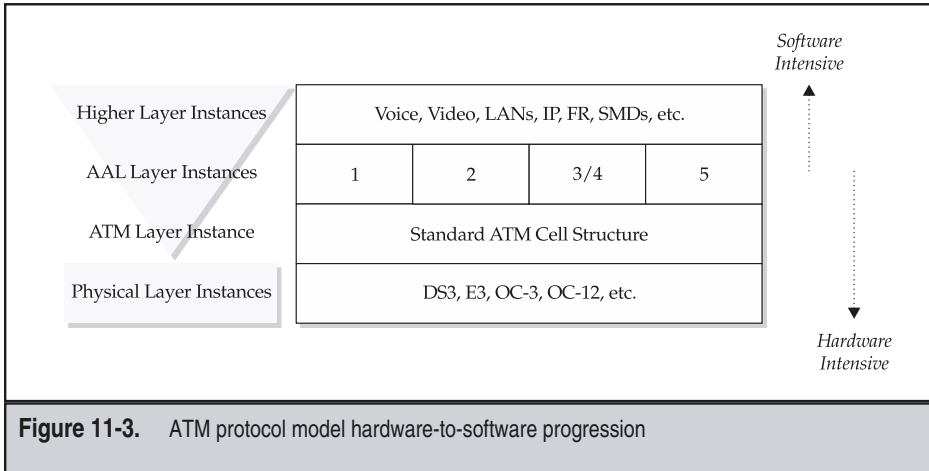 Software
Intensive
Higher Layer Instances
Voice, Video, LANs, IP, FR, SMDs, etc.
AAL Layer Instances
1
2
3/4
5
ATM Layer Instance
Standard ATM Cell Structure
Physical Layer Instances
DS3, E3, OC-3, OC-12, etc.
Hardware
Intensive
Figure 11-3. ATM protocol model hardware-to-software progression